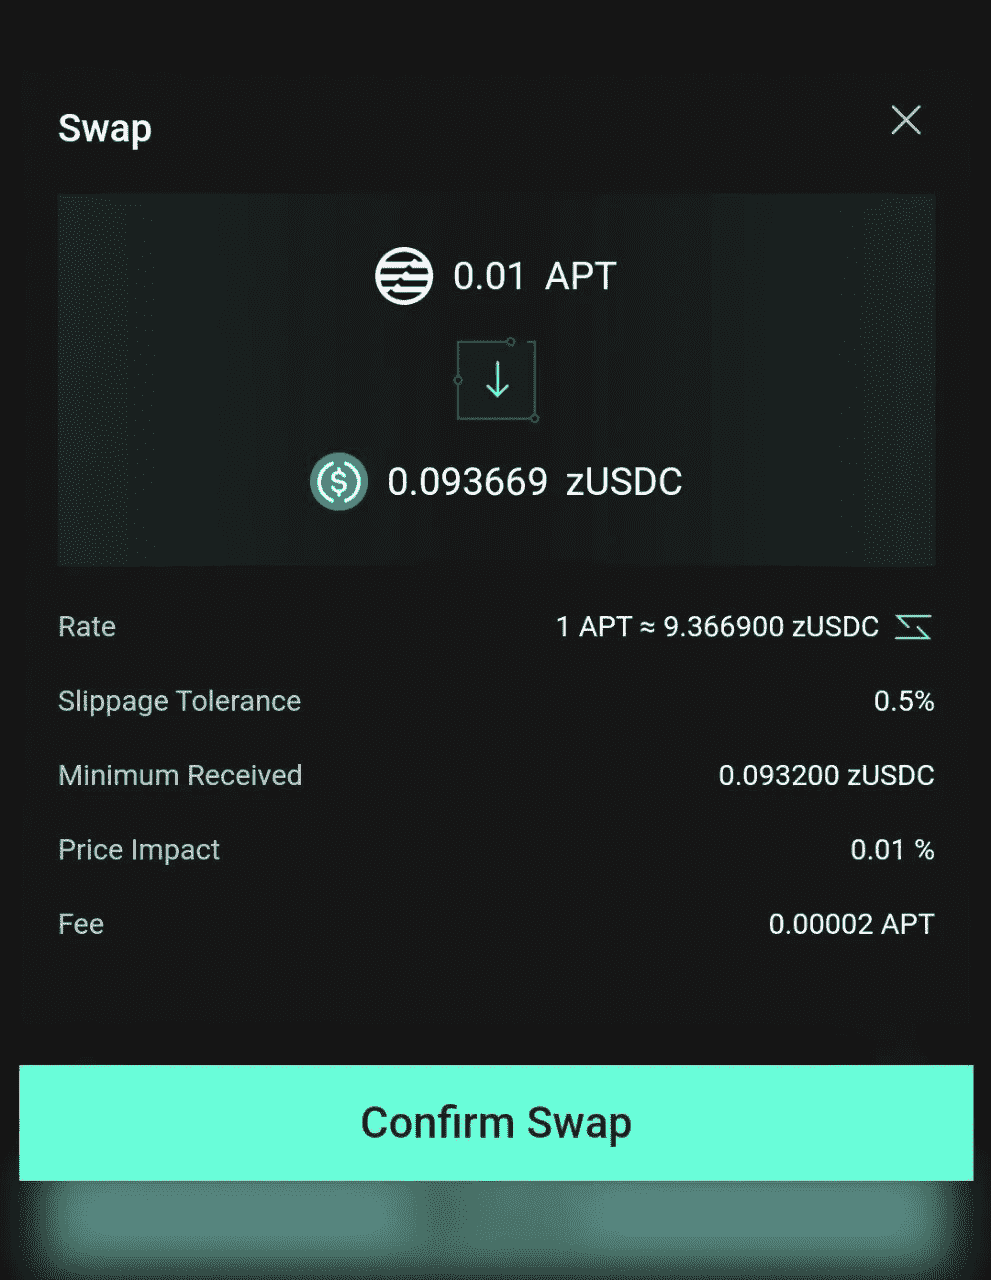 Swap
0.01 APT
0.093669 zUSDC
Rate 1 APT ≈ 9.366900 zUSDC
Slippage Tolerance 0.5%
Minimum Received 0.093200 zUSDC
Price Impact 0.01 %
Fee 0.00002 APT
Confirm Swap